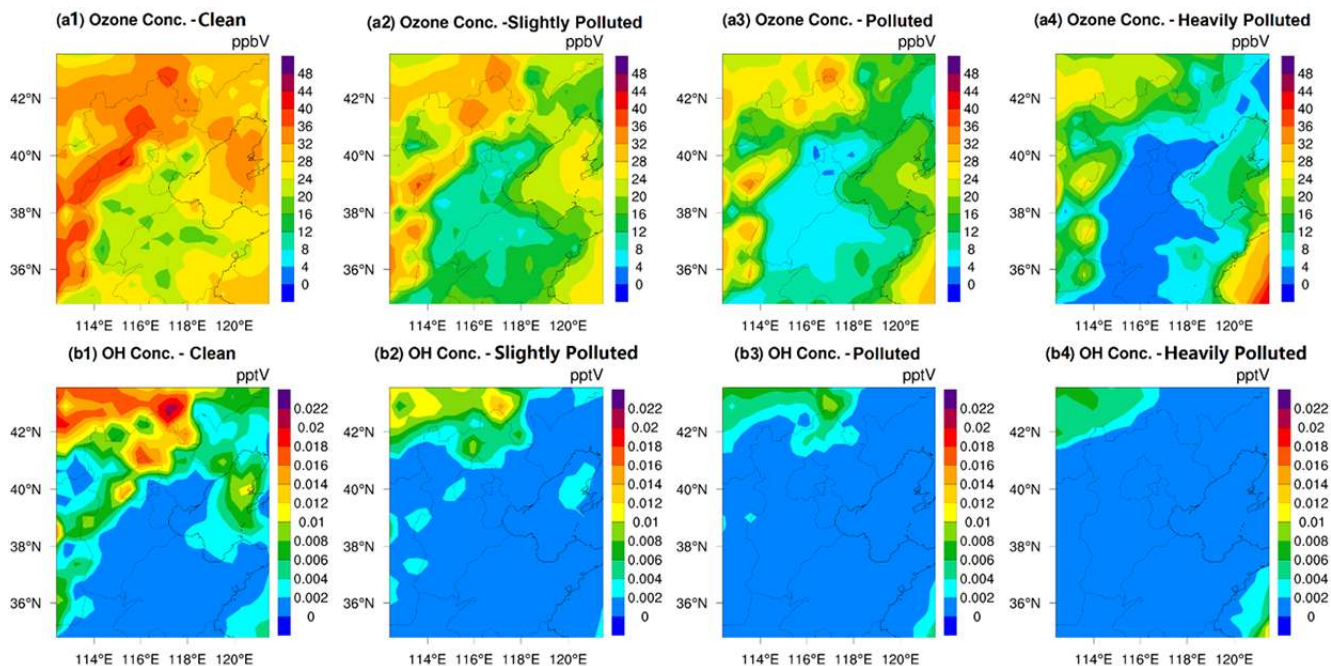 (a1) Ozone Conc. -Clean
ppbV
48
44
40
36
32
28
24
20
16
12
8
4
0
42°N
40°N
38°N
36°N
114°E 116°E 118°E 120°E
(a2) Ozone Conc. -Slightly Polluted
ppbV
48
44
40
36
32
28
24
20
16
12
8
4
0
42°N
40°N
38°N
36°N
114°E 116°E 118°E 120°E
(a3) Ozone Conc. - Polluted
ppbV
48
44
40
36
32
28
24
20
16
12
8
4
0
42°N
40°N
38°N
36°N
114°E 116°E 118°E 120°E
(a4) Ozone Conc. - Heavily Polluted
ppbV
48
44
40
36
32
28
24
20
16
12
8
4
0
42°N
40°N
38°N
36°N
114°E 116°E 118°E 120°E
(b1) OH Conc. - Clean
pptV
0.022
0.02
0.018
0.016
0.014
0.012
0.01
0.008
0.006
0.004
0.002
0
42°N
40°N
38°N
36°N
114°E 116°E 118°E 120°E
(b2) OH Conc. - Slightly Polluted
pptV
0.022
0.02
0.018
0.016
0.014
0.012
0.01
0.008
0.006
0.004
0.002
0
42°N
40°N
38°N
36°N
114°E 116°E 118°E 120°E
(b3) OH Conc. - Polluted
pptV
0.022
0.02
0.018
0.016
0.014
0.012
0.01
0.008
0.006
0.004
0.002
0
42°N
40°N
38°N
36°N
114°E 116°E 118°E 120°E
(b4) OH Conc. - Heavily Polluted
pptV
0.022
0.02
0.018
0.016
0.014
0.012
0.01
0.008
0.006
0.004
0.002
0
42°N
40°N
38°N
36°N
114°E 116°E 118°E 120°E